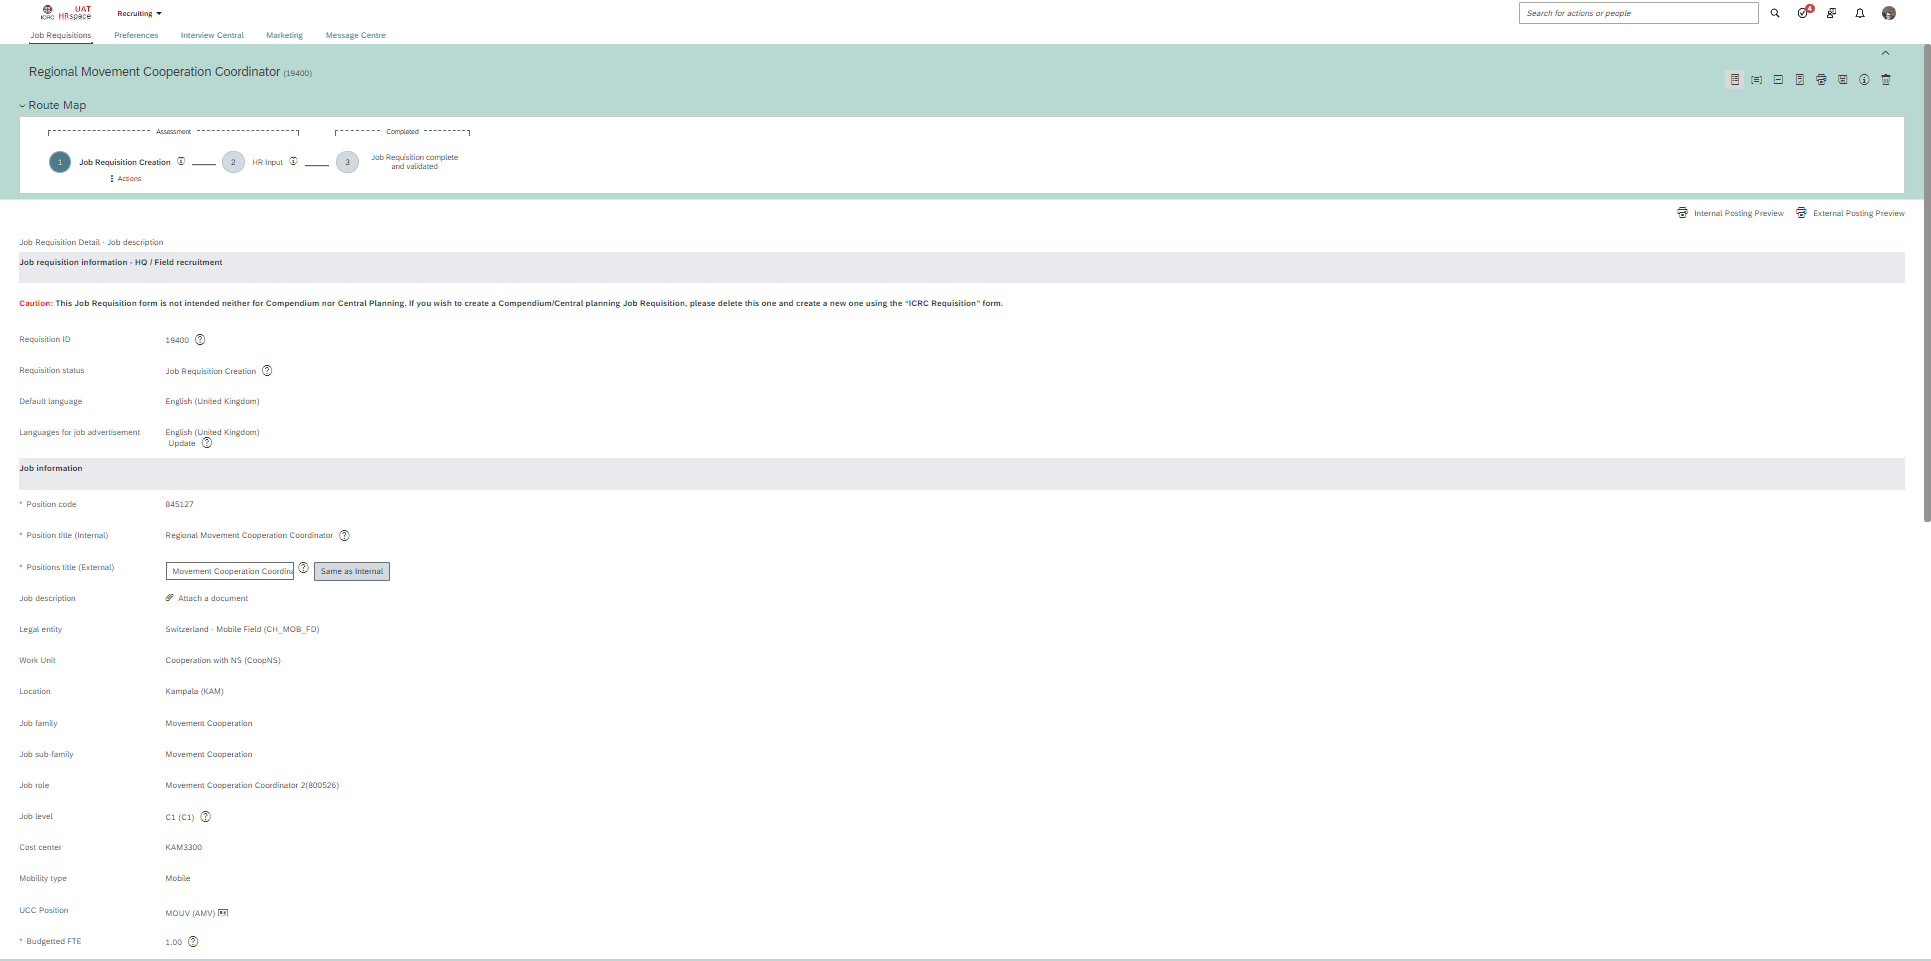 UAT
ICRC HRspace
Recruiting
Search for actions or people
4
Job Requisitions
Preferences
Interview Central
Marketing
Message Centre
Regional Movement Cooperation Coordinator (19400)
Route Map
Assessment
Completed
1 Job Requisition Creation
2 HR Input
3 Job Requisition complete
and validated
Actions
Internal Posting Preview
External Posting Preview
Job Requisition Detail - Job description
Job requisition information - HQ / Field recruitment
Caution: This Job Requisition form is not intended neither for Compendium nor Central Planning. If you wish to create a Compendium/Central planning Job Requisition, please delete this one and create a new one using the "ICRC Requisition" form.
Requisition ID 19400
Requisition status Job Requisition Creation
Default language English (United Kingdom)
Languages for job advertisement English (United Kingdom)
Update
Job information
* Position code 845127
* Position title (Internal) Regional Movement Cooperation Coordinator
* Positions title (External) Movement Cooperation Coordina Same as Internal
Job description Attach a document
Legal entity Switzerland - Mobile Field (CH_MOB_FD)
Work Unit Cooperation with NS (CoopNS)
Location Kampala (KAM)
Job family Movement Cooperation
Job sub-family Movement Cooperation
Job role Movement Cooperation Coordinator 2(800526)
Job level C1 (C1)
Cost center KAM3300
Mobility type Mobile
UCC Position MOUV (AMV)
* Budgetted FTE 1.00